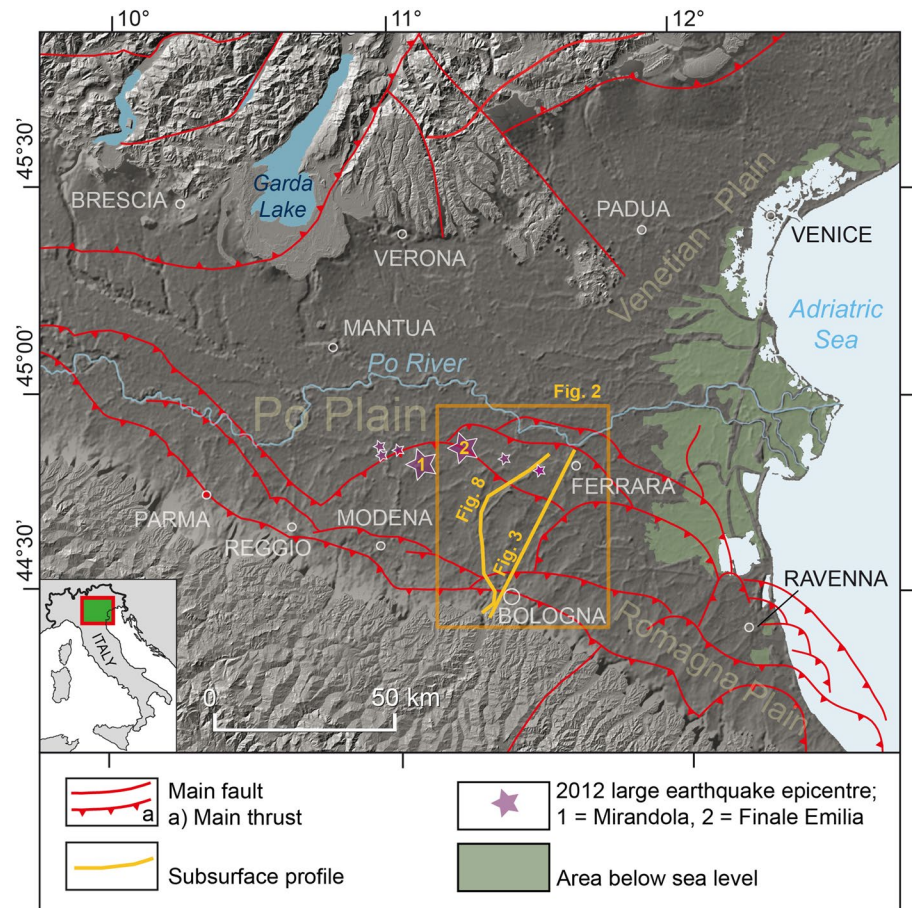 10°
11°
12°
45°30’
45°00’
44°30’
BRESCIA
Garda
Lake
VERONA
PADUA
Venetian Plain
VENICE
Adriatric
Sea
MANTUA
Po River
Po Plain
Fig. 2
1
2
Fig. 8
Fig. 3
FERRARA
PARMA
REGGIO
MODENA
BOLOGNA
RAVENNA
Romagna Plain
ITALY
0
50 km
Main fault
a
a) Main thrust
Subsurface profile
2012 large earthquake epicentre;
1 = Mirandola, 2 = Finale Emilia
Area below sea level